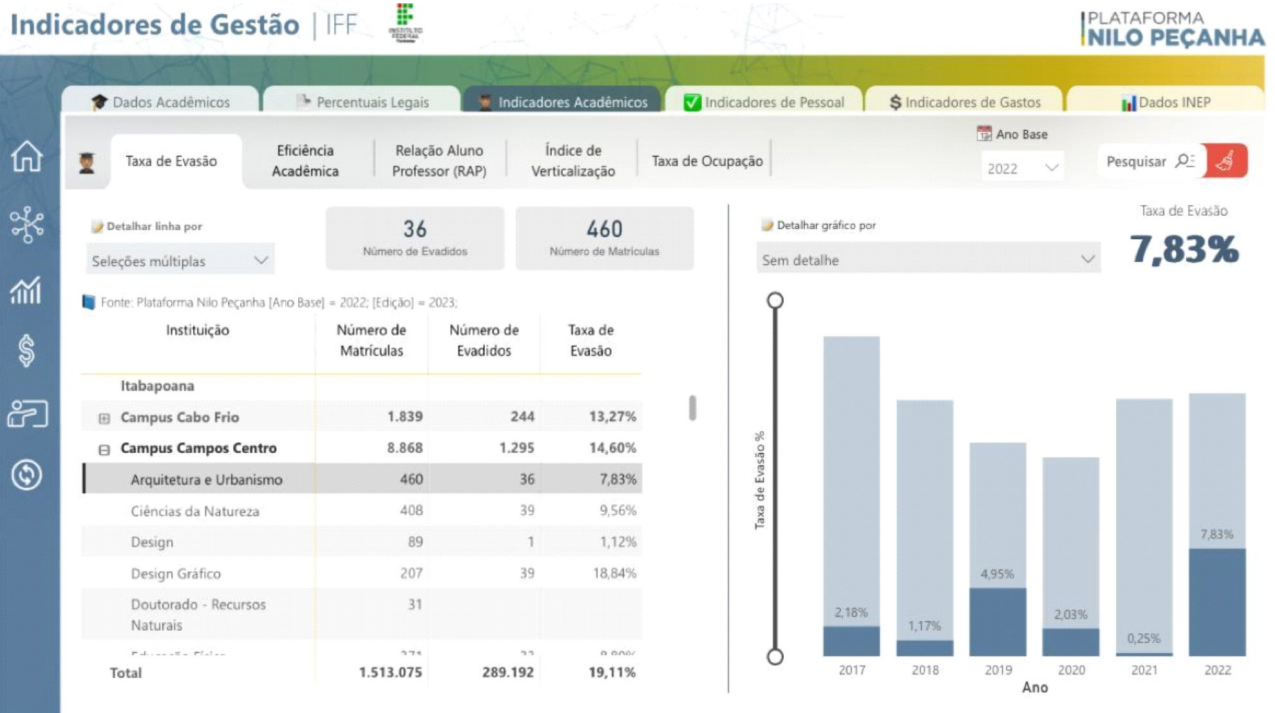 Indicadores de Gestão | IFF
INSTITUTO
FEDERAL
PLATAFORMA
NILO PEÇANHA
Dados Acadêmicos
Percentuais Legais
Indicadores Acadêmicos
Indicadores de Pessoal
Indicadores de Gastos
Dados INEP
Taxa de Evasão
Eficiência
Acadêmica
Relação Aluno
Professor (RAP)
Índice de
Verticalização
Taxa de Ocupação
Ano Base
2022
Pesquisar
Detalhar linha por
Seleções múltiplas
36
Número de Evadidos
460
Número de Matrículas
Detalhar gráfico por
Sem detalhe
Taxa de Evasão
7,83%
Fonte: Plataforma Nilo Peçanha [Ano Base] = 2022; [Edição] = 2023;
Instituição Número de Matrículas Número de Evadidos Taxa de Evasão
Itabapoana
Campus Cabo Frio 1.839 244 13,27%
Campus Campos Centro 8.868 1.295 14,60%
Arquitetura e Urbanismo 460 36 7,83%
Ciências da Natureza 408 39 9,56%
Design 89 1 1,12%
Design Gráfico 207 39 18,84%
Doutorado - Recursos 31
Naturais
Total 1.513.075 289.192 19,11%
Taxa de Evasão %
2,18%
1,17%
4,95%
2,03%
0,25%
7,83%
2017 2018 2019 2020 2021 2022
Ano